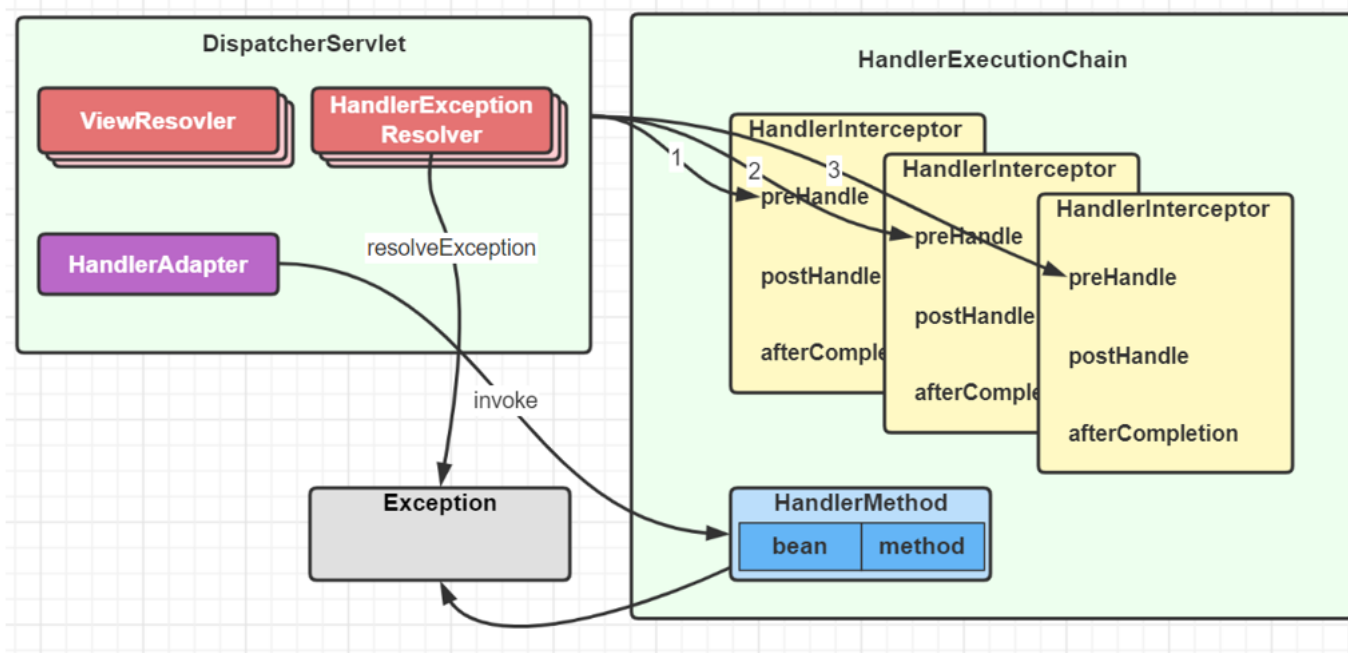 DispatcherServlet
ViewResovler
HandlerException
Resolver
HandlerAdapter
resolveException
invoke
Exception
HandlerExecutionChain
1
2
3
HandlerInterceptor
preHandle
postHandle
afterComple
HandlerInterceptor
preHandle
postHandle
afterComple
HandlerInterceptor
preHandle
postHandle
afterCompletion
HandlerMethod
bean
method